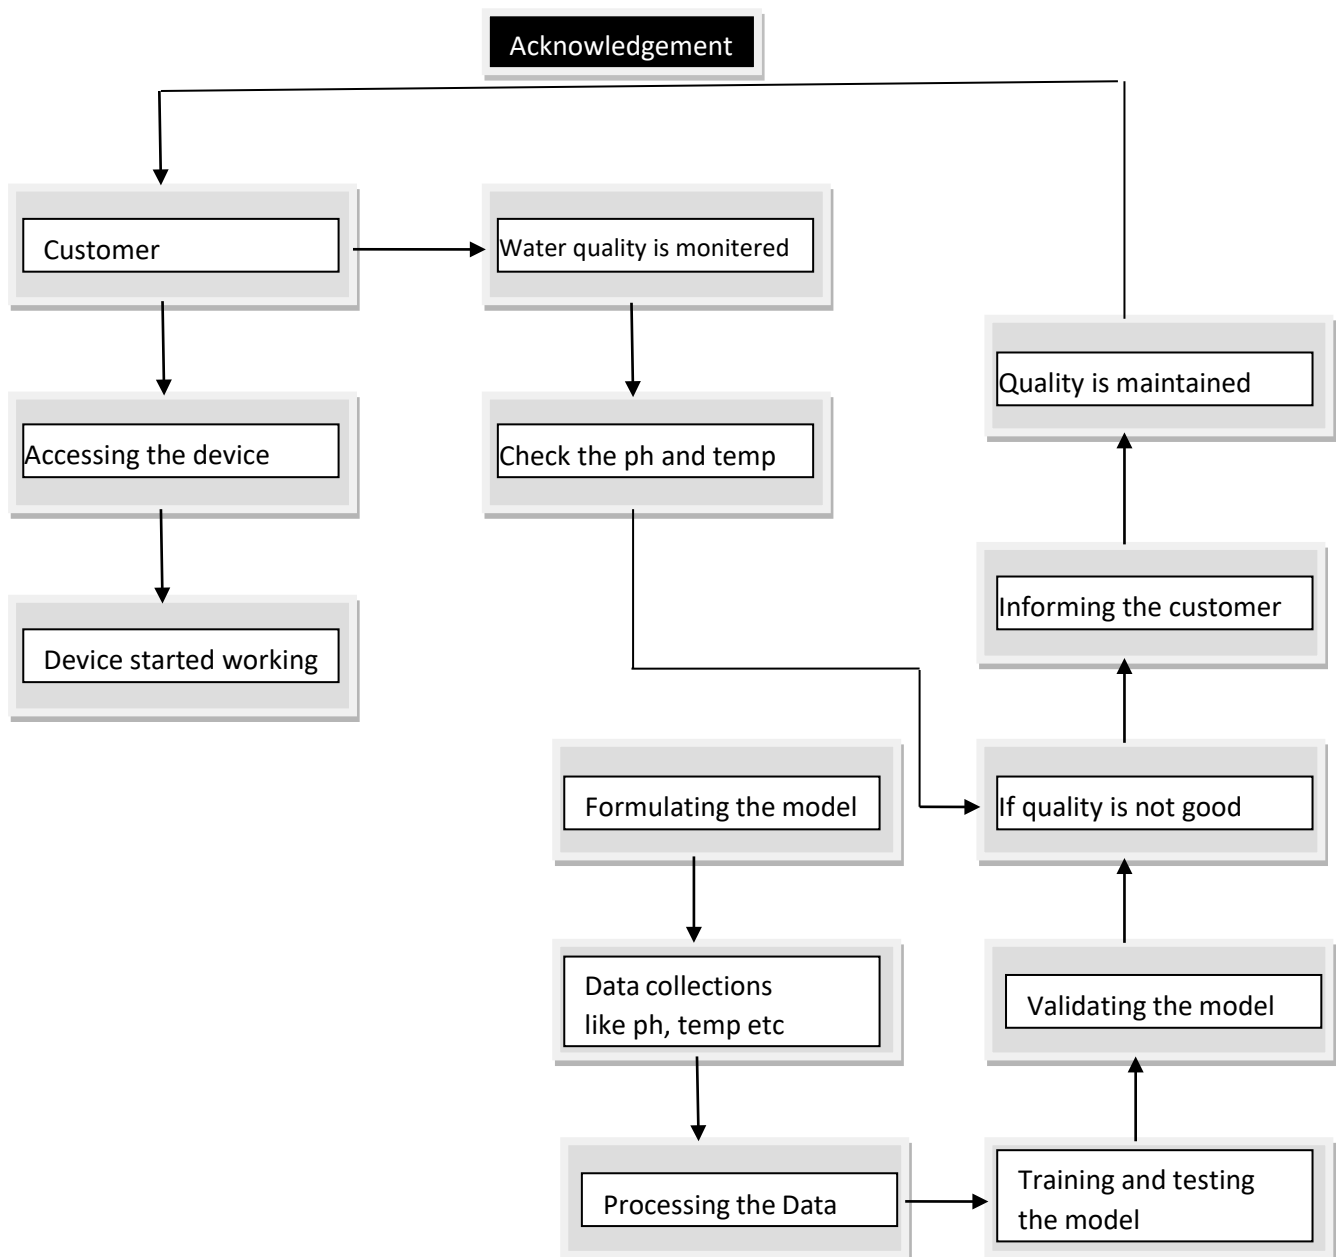 Acknowledgement
Customer
Water quality is monitered
Quality is maintained
Accessing the device
Check the ph and temp
Informing the customer
Device started working
Formulating the model
If quality is not good
Data collections
like ph, temp etc
Validating the model
Processing the Data
Training and testing
the model